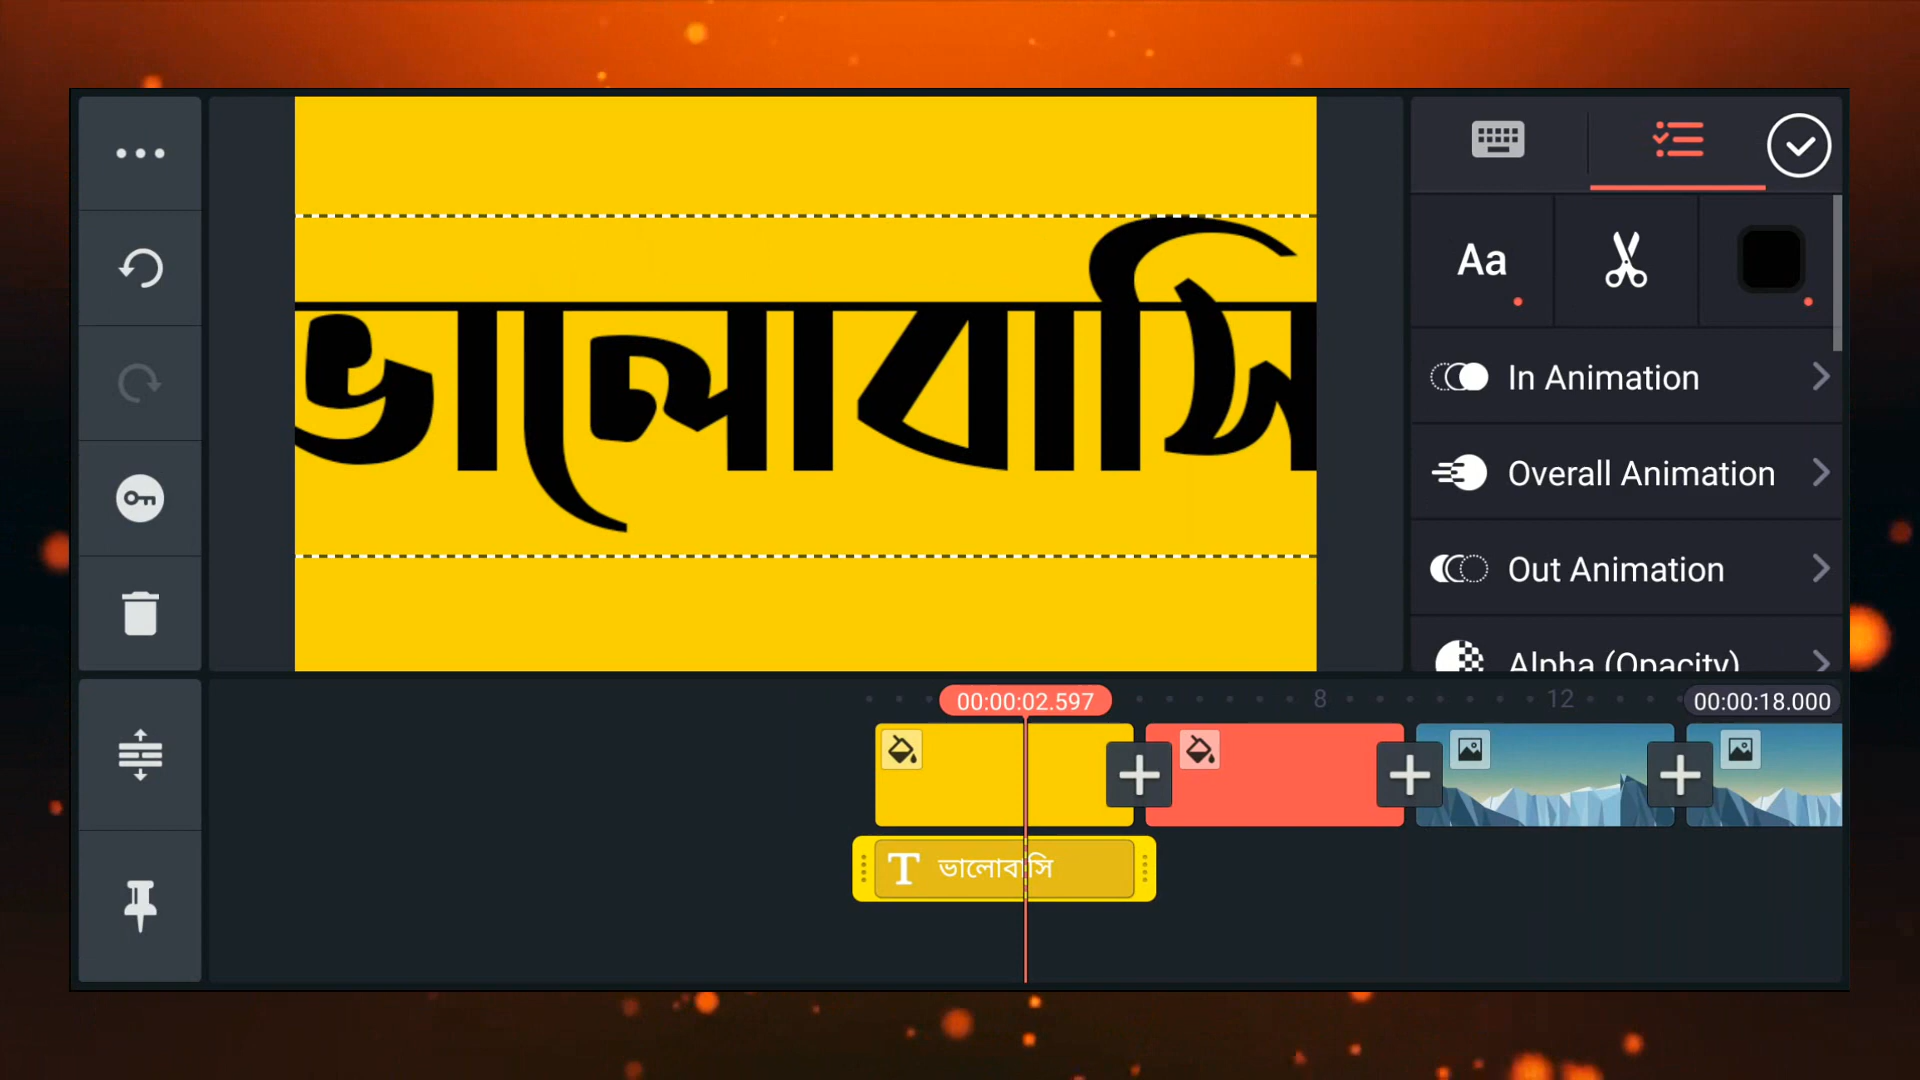 ভালোবাসি
Aa
In Animation
Overall Animation
Out Animation
Alpha (Opacity)
00:00:02.597
8
12
00:00:18.000
T ভালোবাসি